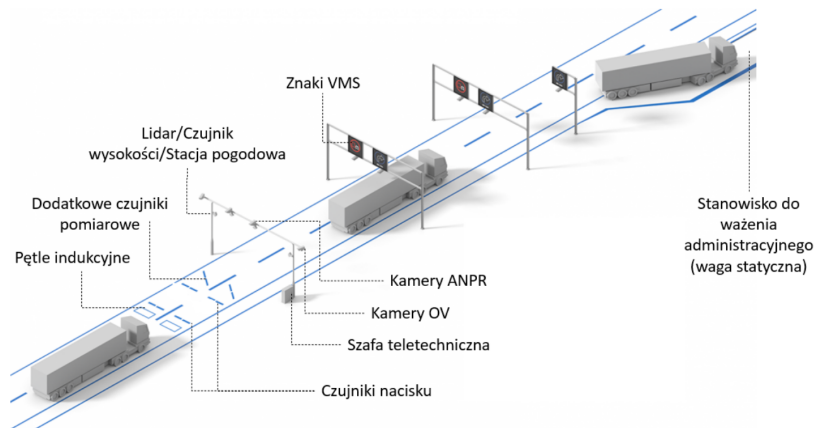 Znaki VMS
Lidar/Czujnik
wysokości/Stacja pogodowa
Dodatkowe czujniki
pomiarowe
Pętle indukcyjne
Stanowisko do
ważenia
administracyjnego
(waga statyczna)
Kamery ANPR
Kamery OV
Szafa teletechniczna
Czujniki nacisku